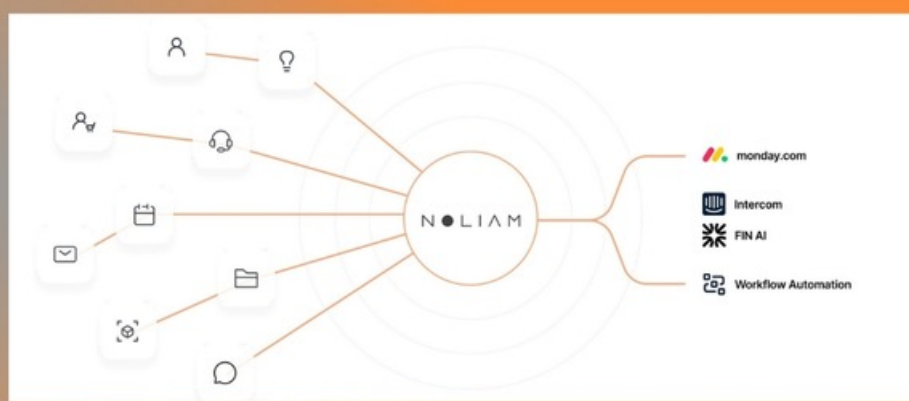 NOLIAM
monday.com
Intercom
FIN AI
Workflow Automation